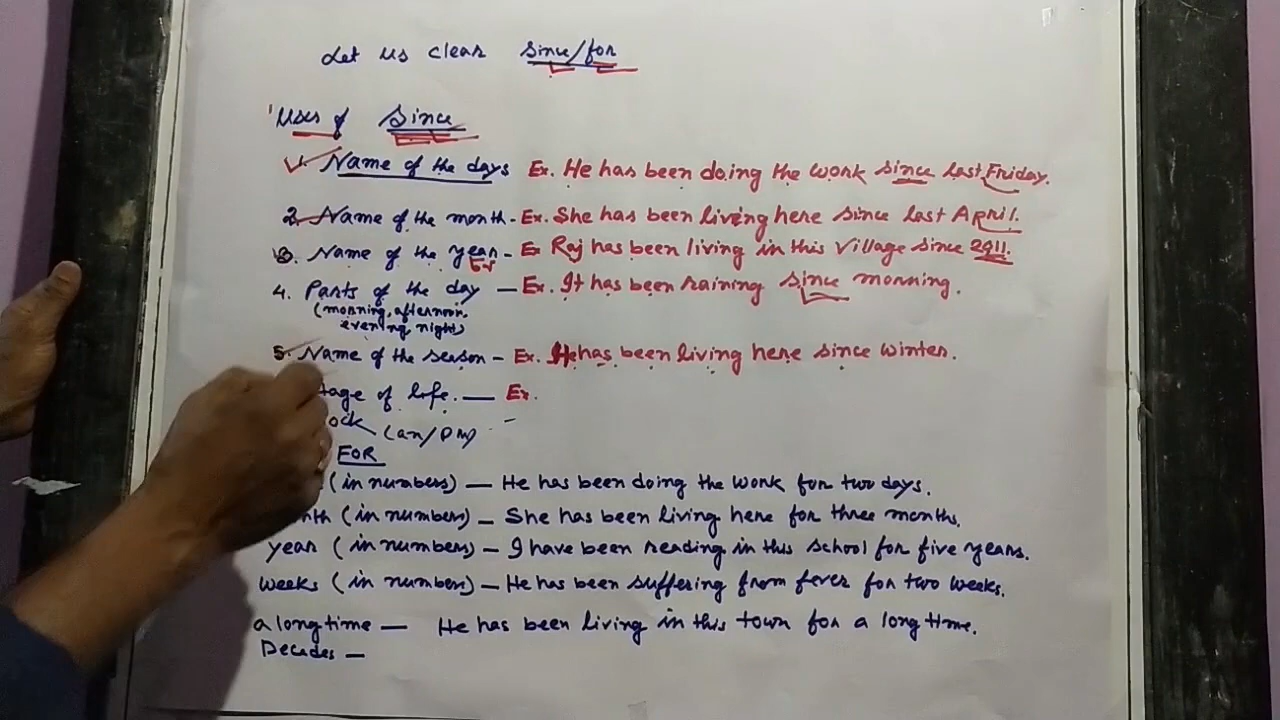 Let us clear since/for
Uses of Since
1. Name of the days Ex. He has been doing the work since last Friday.
2. Name of the month - Ex. She has been living here since last April.
3. Name of the year - Ex Raj has been living in this village since 2011.
4. Parts of the day — Ex. It has been raining since morning.
(morning, afternoon,
evening, night)
5. Name of the season - Ex. He has been living here since winter.
of life. — Ex.
(am/pm) -
FOR
(in numbers) — He has been doing the work for two days.
(in numbers) - She has been living here for three months.
year (in numbers) - I have been reading in this school for five years.
weeks (in numbers) - He has been suffering from fever for two weeks.
a long time — He has been living in this town for a long time.
Decades —